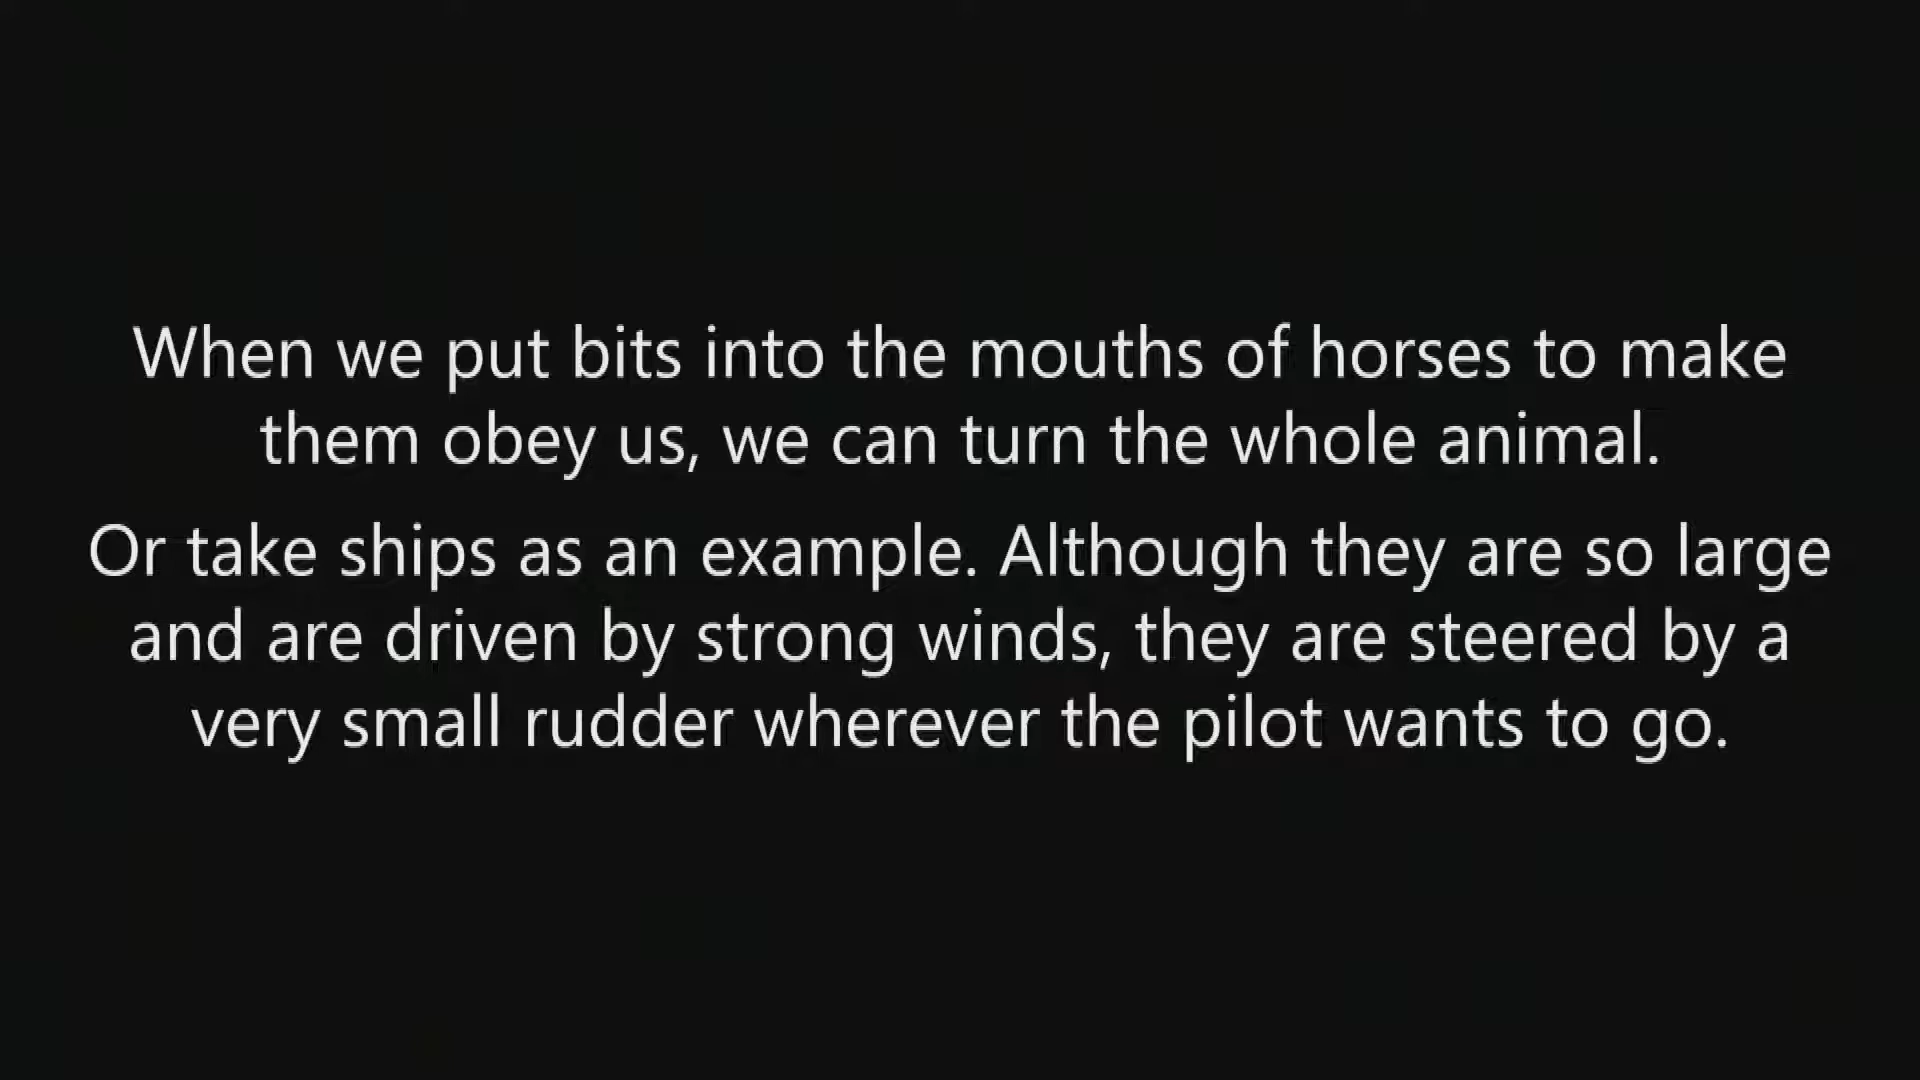 When we put bits into the mouths of horses to make
them obey us, we can turn the whole animal.
Or take ships as an example. Although they are so large
and are driven by strong winds, they are steered by a
very small rudder wherever the pilot wants to go.